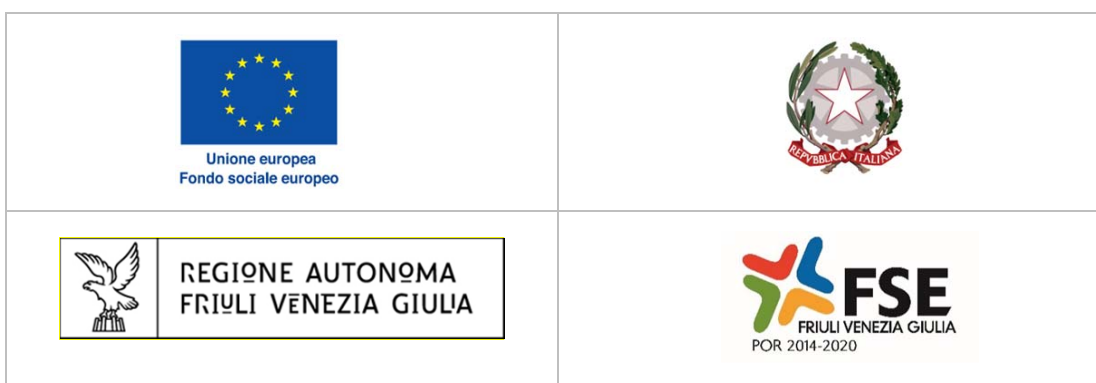 Unione europea
Fondo sociale europeo
REPVBBLICA ITALIANA
REGIONE AUTONOMA
FRIULI VENEZIA GIULIA
FSE
FRIULI VENEZIA GIULIA
POR 2014-2020